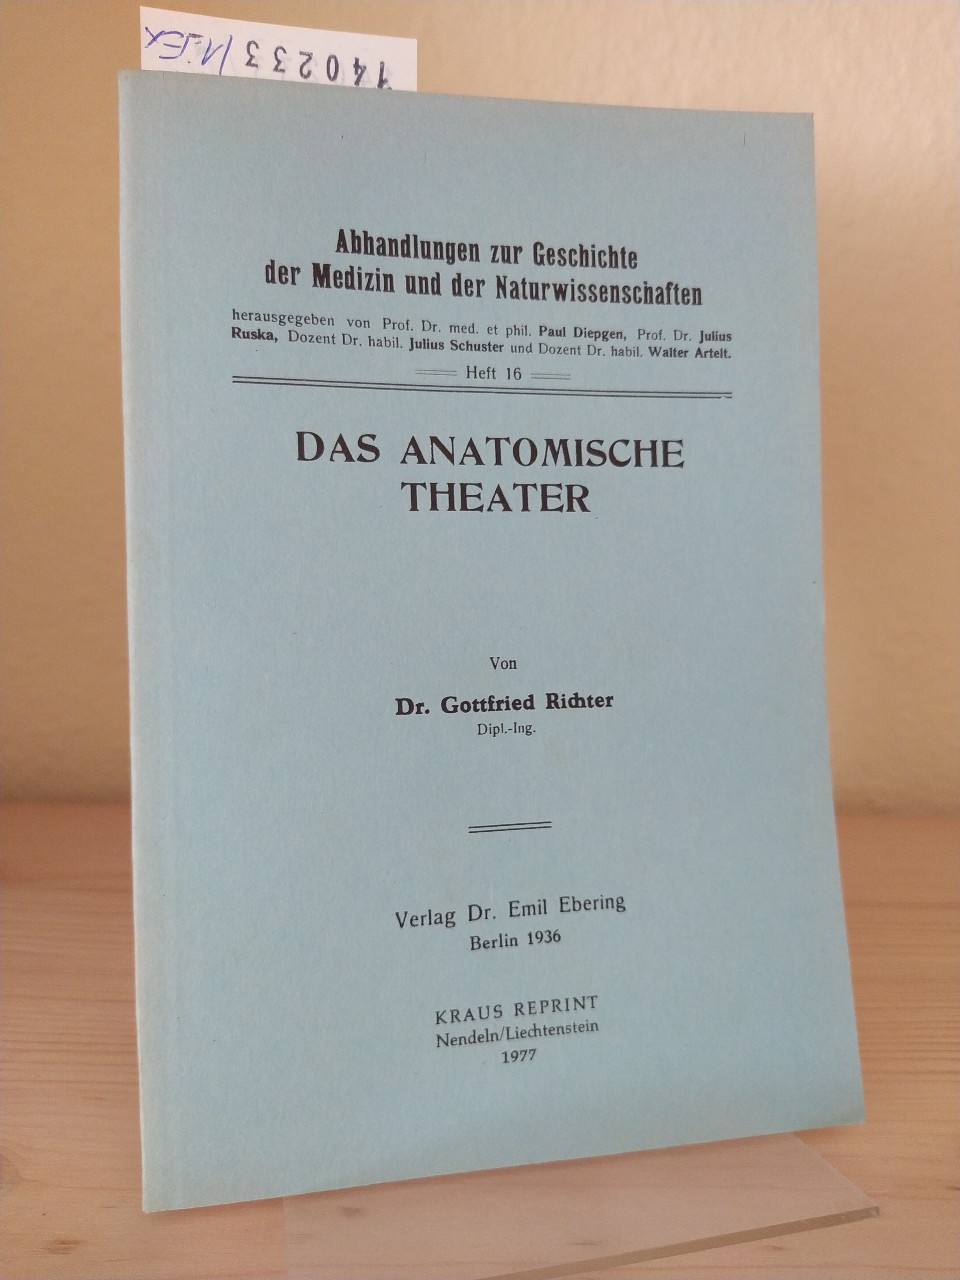 140233
Abhandlungen zur Geschichte
der Medizin und der Naturwissenschaften
herausgegeben von Prof. Dr. med. et phil. Paul Diepgen, Prof. Dr. Julius
Ruska, Dozent Dr. habil. Julius Schuster und Dozent Dr. habil. Walter Artelt.
Heft 16
DAS ANATOMISCHE
THEATER
Von
Dr. Gottfried Richter
Dipl.-Ing.
Verlag Dr. Emil Ebering
Berlin 1936
KRAUS REPRINT
Nendeln/Liechtenstein
1977